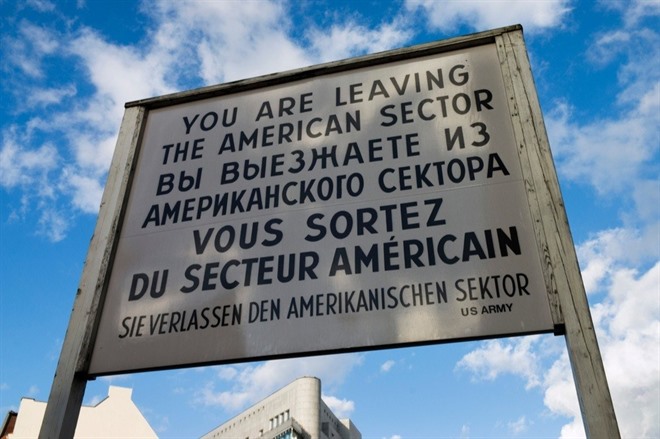 YOU ARE LEAVING
THE AMERICAN SECTOR
ВЫ ВЫЕЗЖАЕТЕ ИЗ
АМЕРИКАНСКОГО СЕКТОРА
VOUS SORTEZ
DU SECTEUR AMÉRICAIN
SIE VERLASSEN DEN AMERIKANISCHEN SEKTOR
US ARMY